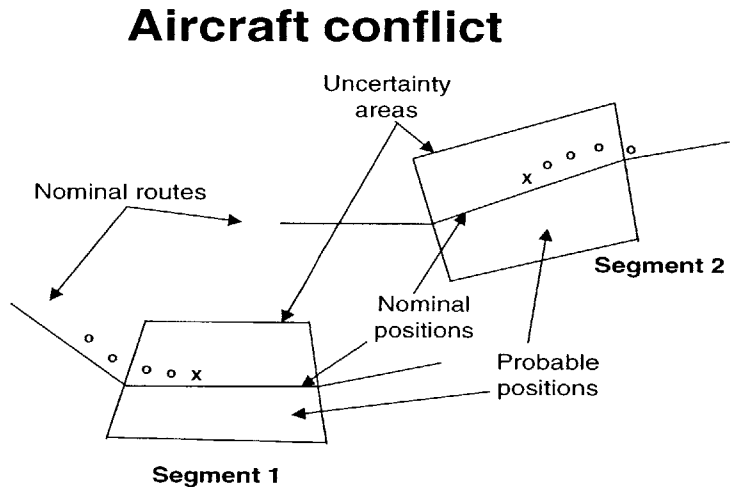 Aircraft conflict
Uncertainty
areas
Nominal routes
x o o o o
Segment 2
Nominal
positions
o o o o x
Probable
positions
Segment 1